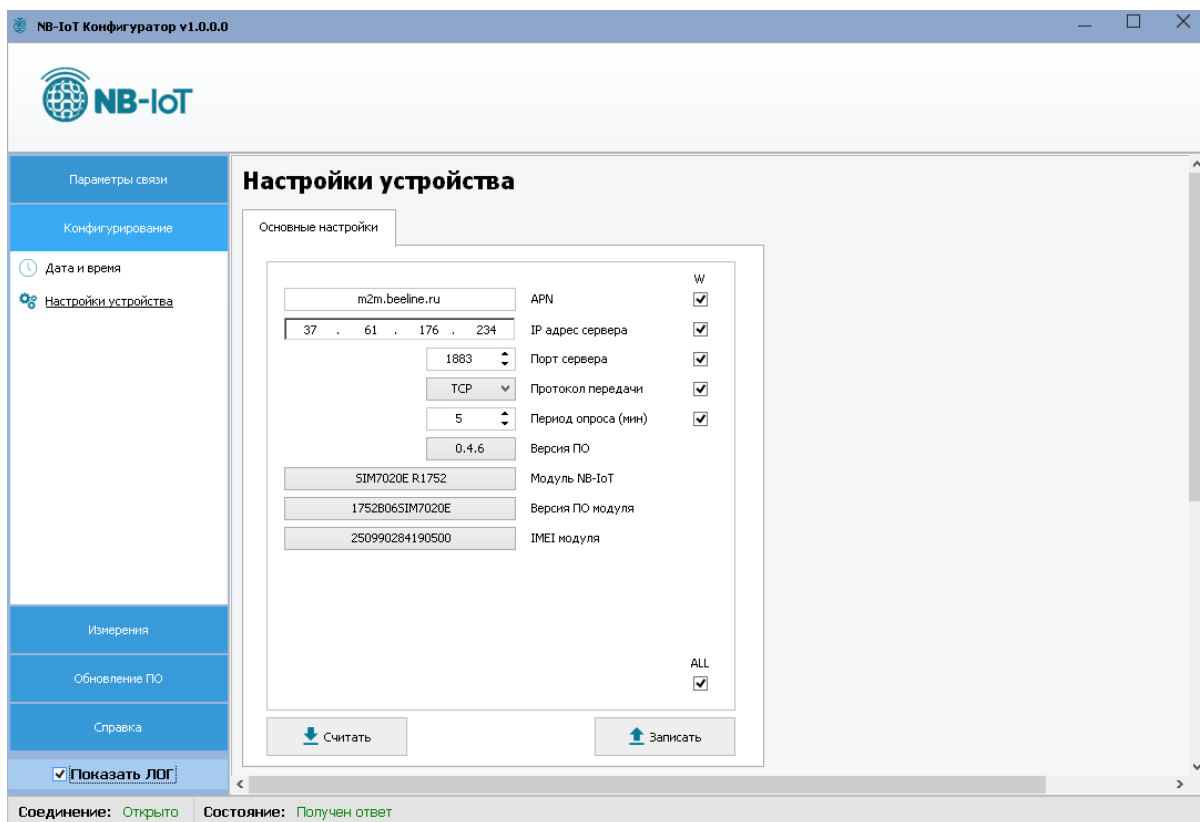 NB-IoT Конфигуратор v1.0.0.0
NB-IoT
Параметры связи
Конфигурирование
Дата и время
Настройки устройства
Измерения
Обновление ПО
Справка
Показать ЛОГ
Настройки устройства
Основные настройки
W
m2m.beeline.ru APN
37 . 61 . 176 . 234 IP адрес сервера
1883 Порт сервера
TCP Протокол передачи
5 Период опроса (мин)
0.4.6 Версия ПО
SIM7020E R1752 Модуль NB-IoT
1752B06SIM7020E Версия ПО модуля
250990284190500 IMEI модуля
ALL
Считать Записать
Соединение: Открыто Состояние: Получен ответ